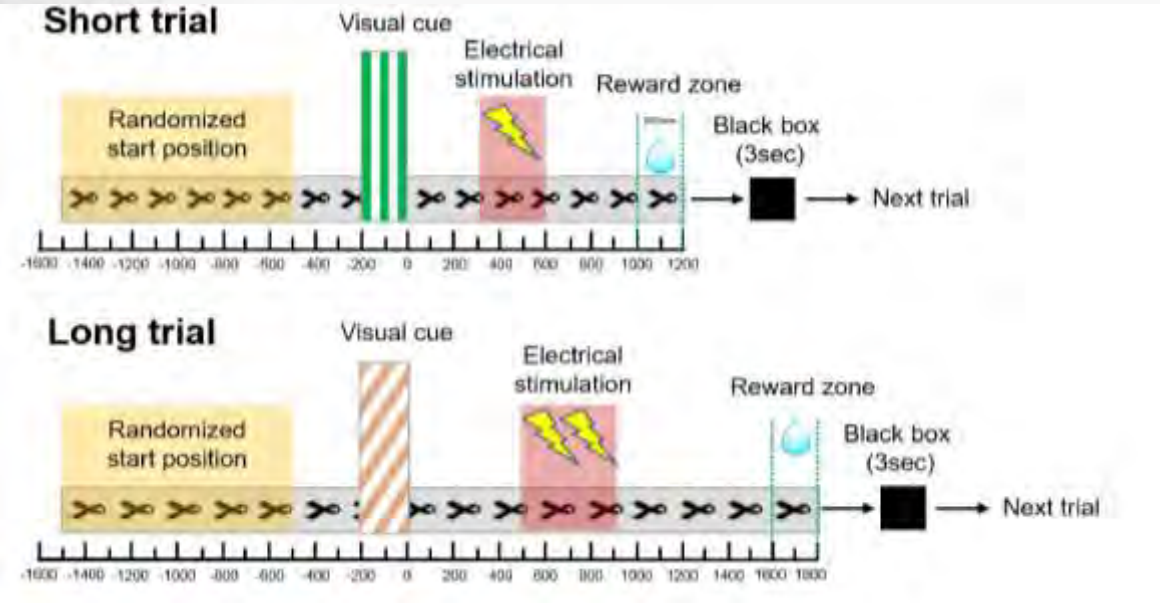 Short trial
Visual cue
Electrical
stimulation
Reward zone
Randomized
start position
Black box
(3sec)
Next trial
-1600 -1400 -1200 -1000 -800 -600 -400 -200 0 200 400 600 800 1000 1200
Long trial
Visual cue
Electrical
stimulation
Reward zone
Randomized
start position
Black box
(3sec)
Next trial
-1600 -1400 -1200 -1000 -800 -600 -400 -200 0 200 400 600 800 1000 1200 1400 1600 1800